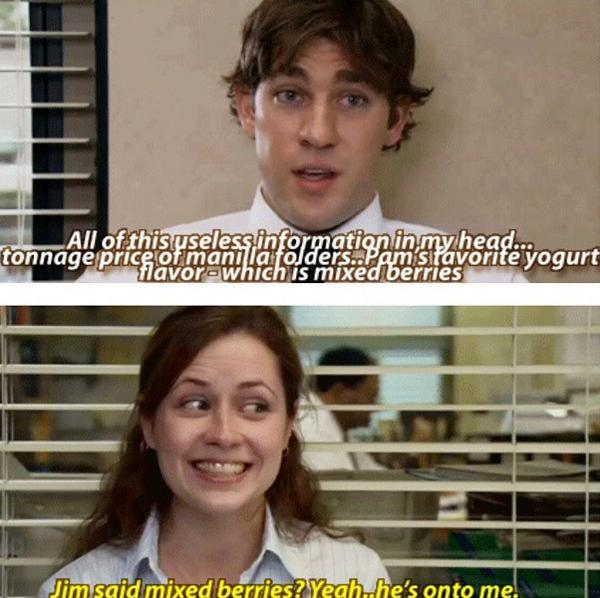 All of this useless information in my head...
tonnage price of manilla folders..Pam's favorite yogurt
flavor - which is mixed berries
Jim said mixed berries? Yeah..he's onto me.